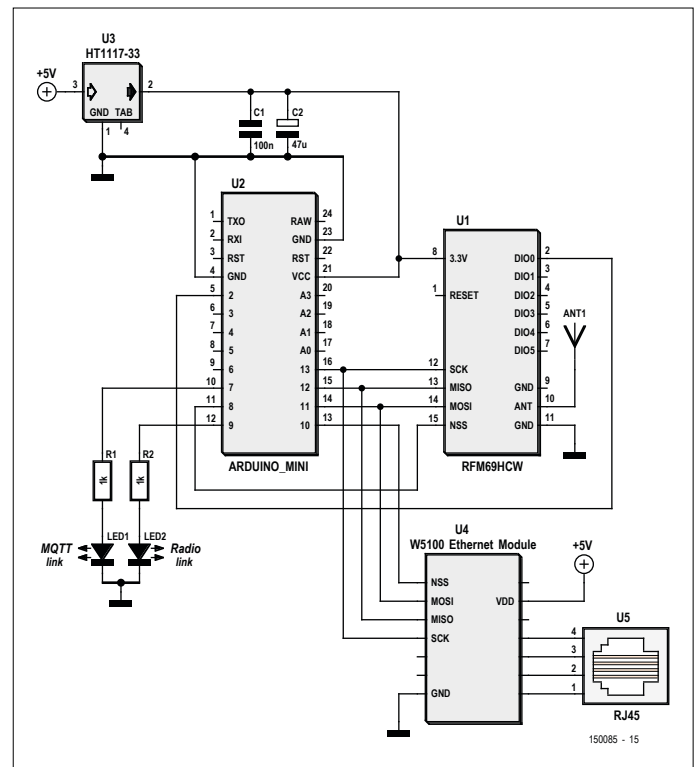 U3
HT1117-33
+5V
3
2
GND TAB
1
4
C1
100n
C2
47u
U2
1 TXO
2 RXI
3 RST
4 GND
5 2
6 3
7 4
8 5
9 6
10 7
11 8
12 9
RAW 24
GND 23
RST 22
VCC 21
A3 20
A2 19
A1 18
A0 17
13 16
12 15
11 14
10 13
ARDUINO_MINI
U1
8 3.3V
1 RESET
12 SCK
13 MISO
14 MOSI
15 NSS
DIO0 2
DIO1 3
DIO2 4
DIO3 5
DIO4 6
DIO5 7
GND 9
ANT 10
GND 11
RFM69HCW
ANT1
R1
1k
R2
1k
LED1
LED2
MQTT
link
Radio
link
U4
W5100 Ethernet Module
NSS
MOSI
MISO
SCK
GND
VDD
+5V
U5
4
3
2
1
RJ45
150085 - 15